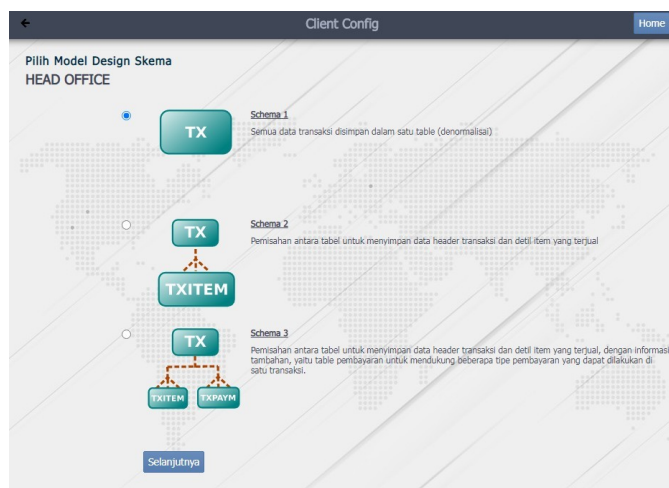 Client Config
Home
Pilih Model Design Skema
HEAD OFFICE
TX
Schema 1
Semua data transaksi disimpan dalam satu table (denormalisai)
TX
TXITEM
Schema 2
Pemisahan antara tabel untuk menyimpan data header transaksi dan detil item yang terjual
TX
TXITEM
TXPAYM
Schema 3
Pemisahan antara tabel untuk menyimpan data header transaksi dan detil item yang terjual, dengan informasi
tambahan, yaitu table pembayaran untuk mendukung beberapa tipe pembayaran yang dapat dilakukan di
satu transaksi.
Selanjutnya